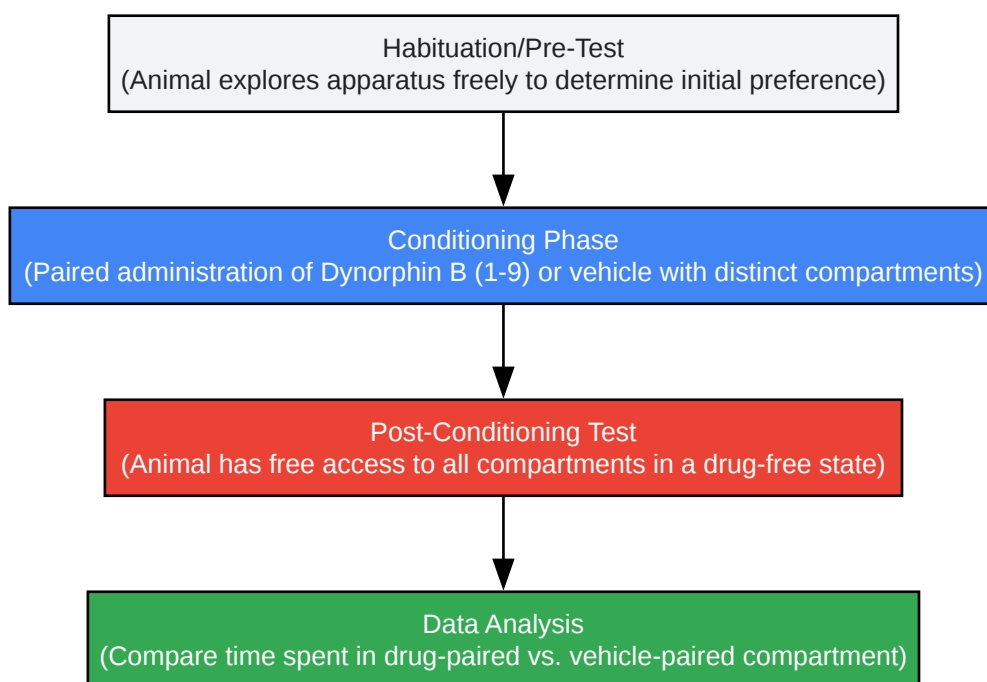 Habituation/Pre-Test
(Animal explores apparatus freely to determine initial preference)
Conditioning Phase
(Paired administration of Dynorphin B (1-9) or vehicle with distinct compartments)
Post-Conditioning Test
(Animal has free access to all compartments in a drug-free state)
Data Analysis
(Compare time spent in drug-paired vs. vehicle-paired compartment)